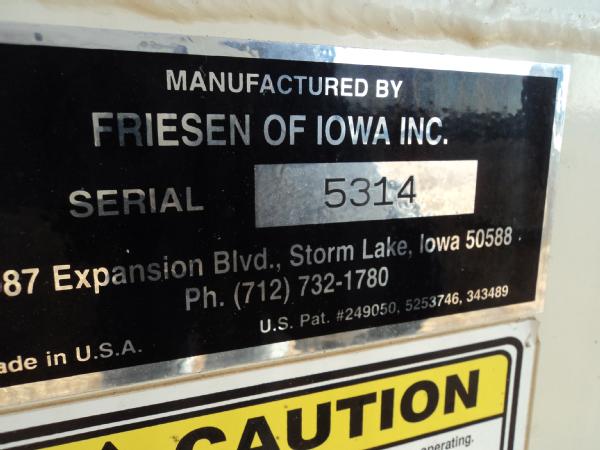 MANUFACTURED BY
FRIESEN OF IOWA INC.
SERIAL 5314
87 Expansion Blvd., Storm Lake, Iowa 50588
Ph. (712) 732-1780
U.S. Pat. #249050, 5253746, 343489
ade in U.S.A.
CAUTION
operating.